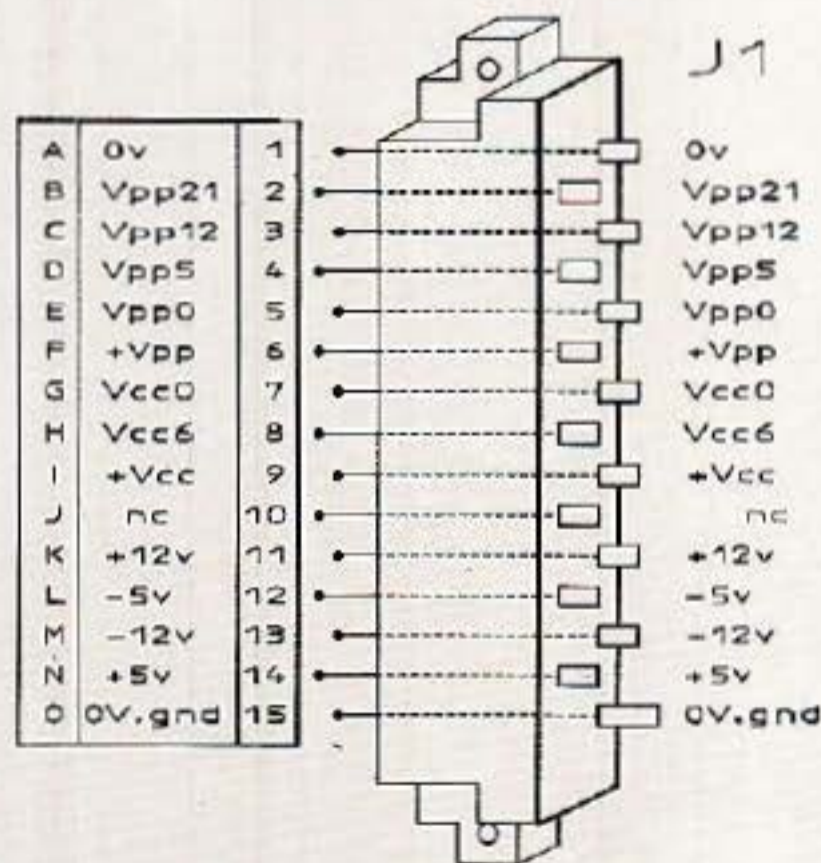 J1
A 0v 1 0v
B Vpp21 2 Vpp21
C Vpp12 3 Vpp12
D Vpp5 4 Vpp5
E Vpp0 5 Vpp0
F +Vpp 6 +Vpp
G Vcc0 7 Vcc0
H Vcc6 8 Vcc6
I +Vcc 9 +Vcc
J nc 10 nc
K +12v 11 +12v
L -5v 12 -5v
M -12v 13 -12v
N +5v 14 +5v
O 0V.gnd 15 0V.gnd